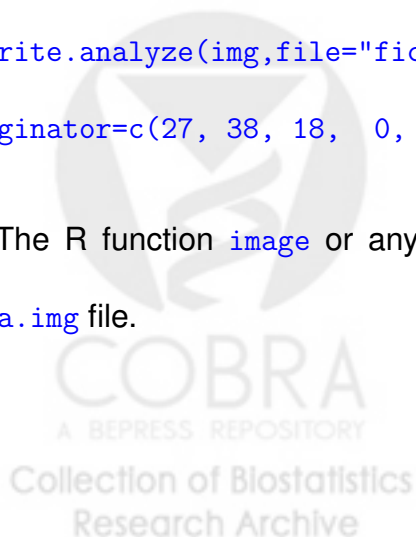 rite.analyze(img,file="fic
ginator=c(27, 38, 18, 0,
The R function image or any
a.img file.
COBRA
A BEPRESS REPOSITORY
Collection of Biostatistics
Research Archive